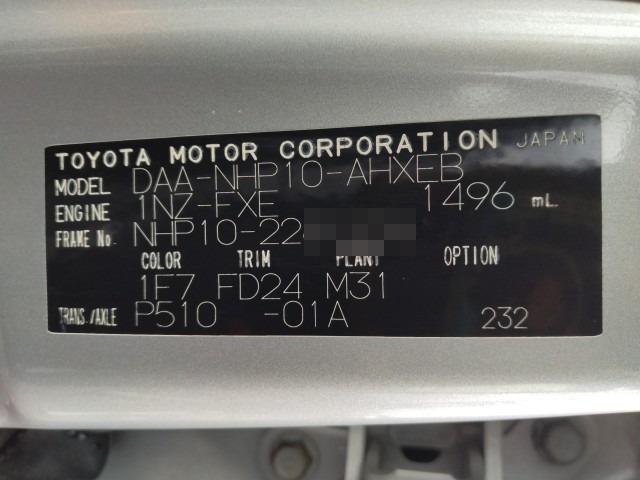 TOYOTA MOTOR CORPORATION JAPAN
MODEL DAA-NHP10-AHXEB
ENGINE 1NZ-FXE 1496 mL.
FRAME No. NHP10-22
COLOR TRIM PLANT OPTION
1F7 FD24 M31
TRANS./AXLE P510 -01A 232